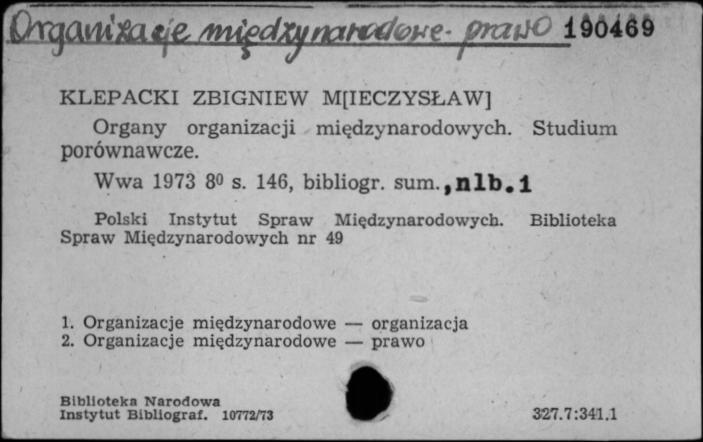 Organizacje międzynarodowe - prawo 190469
KLEPACKI ZBIGNIEW M[IECZYSŁAW]
Organy organizacji międzynarodowych. Studium
porównawcze.
Wwa 1973 8⁰ s. 146, bibliogr. sum., nlb. 1
Polski Instytut Spraw Międzynarodowych. Biblioteka
Spraw Międzynarodowych nr 49
1. Organizacje międzynarodowe — organizacja
2. Organizacje międzynarodowe — prawo
Biblioteka Narodowa
Instytut Bibliograf. 10772/73 327.7:341.1